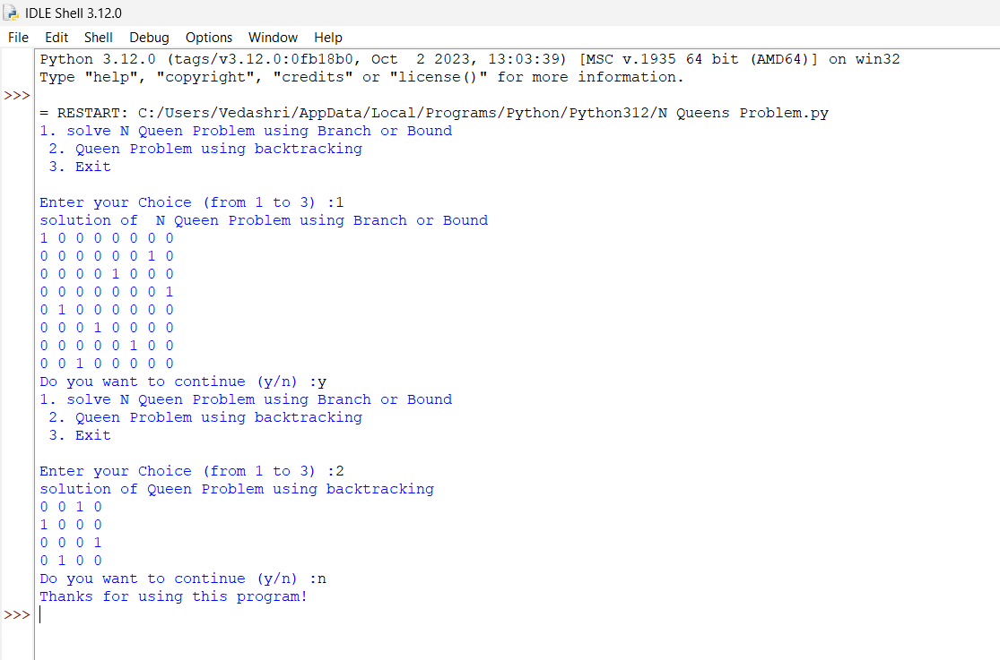 IDLE Shell 3.12.0
File Edit Shell Debug Options Window Help
Python 3.12.0 (tags/v3.12.0:0fb18b0, Oct  2 2023, 13:03:39) [MSC v.1935 64 bit (AMD64)] on win32
Type "help", "copyright", "credits" or "license()" for more information.
>>>
= RESTART: C:/Users/Vedashri/AppData/Local/Programs/Python/Python312/N Queens Problem.py
1. solve N Queen Problem using Branch or Bound
 2. Queen Problem using backtracking
 3. Exit
Enter your Choice (from 1 to 3) :1
solution of  N Queen Problem using Branch or Bound
1 0 0 0 0 0 0 0
0 0 0 0 0 0 1 0
0 0 0 0 1 0 0 0
0 0 0 0 0 0 0 1
0 1 0 0 0 0 0 0
0 0 0 1 0 0 0 0
0 0 0 0 0 1 0 0
0 0 1 0 0 0 0 0
Do you want to continue (y/n) :y
1. solve N Queen Problem using Branch or Bound
 2. Queen Problem using backtracking
 3. Exit
Enter your Choice (from 1 to 3) :2
solution of Queen Problem using backtracking
0 0 1 0
1 0 0 0
0 0 0 1
0 1 0 0
Do you want to continue (y/n) :n
Thanks for using this program!
>>>